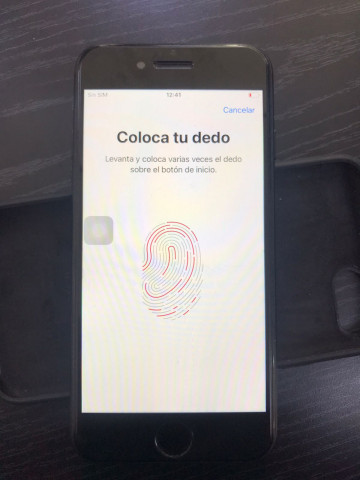 Sin SIM 12:41
Cancelar
Coloca tu dedo
Levanta y coloca varias veces el dedo
sobre el botón de inicio.